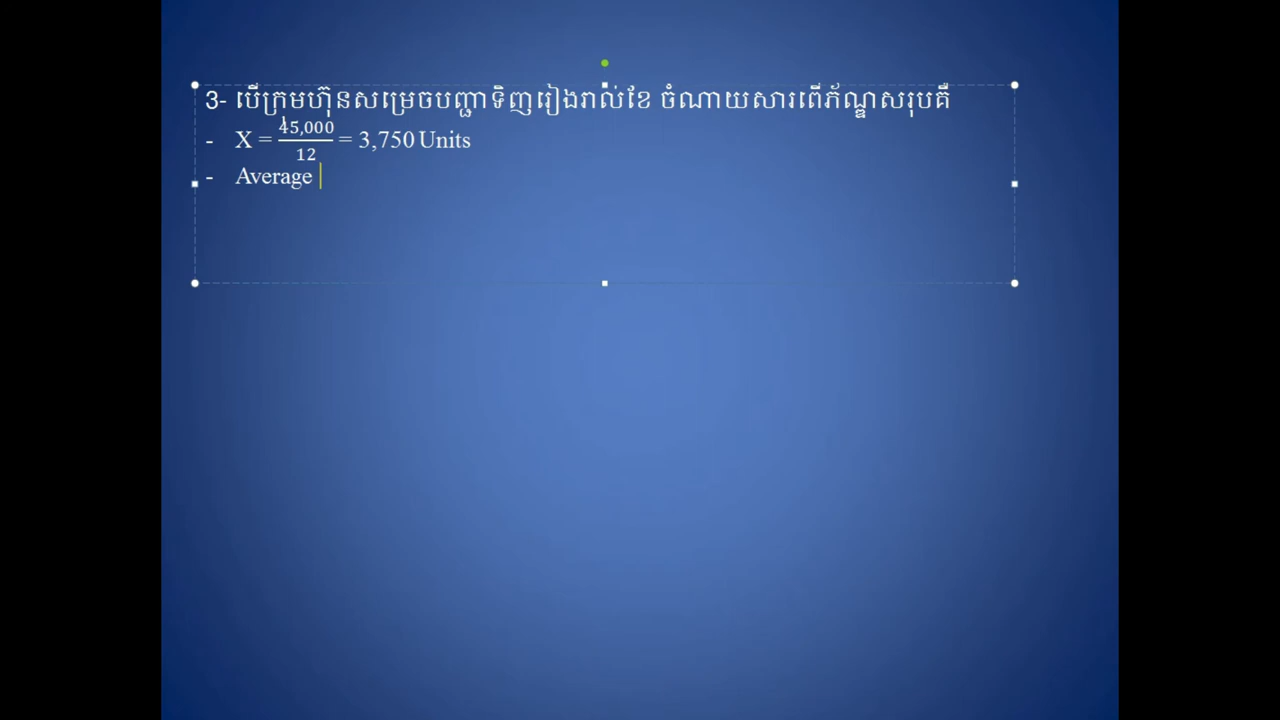 3- បើក្រុមហ៊ុនសម្រេចបញ្ជាទិញរៀងរាល់ខែ ចំណាយសារពើភ័ណ្ឌសរុបគឺ
- X = 45,000/12 = 3,750 Units
- Average